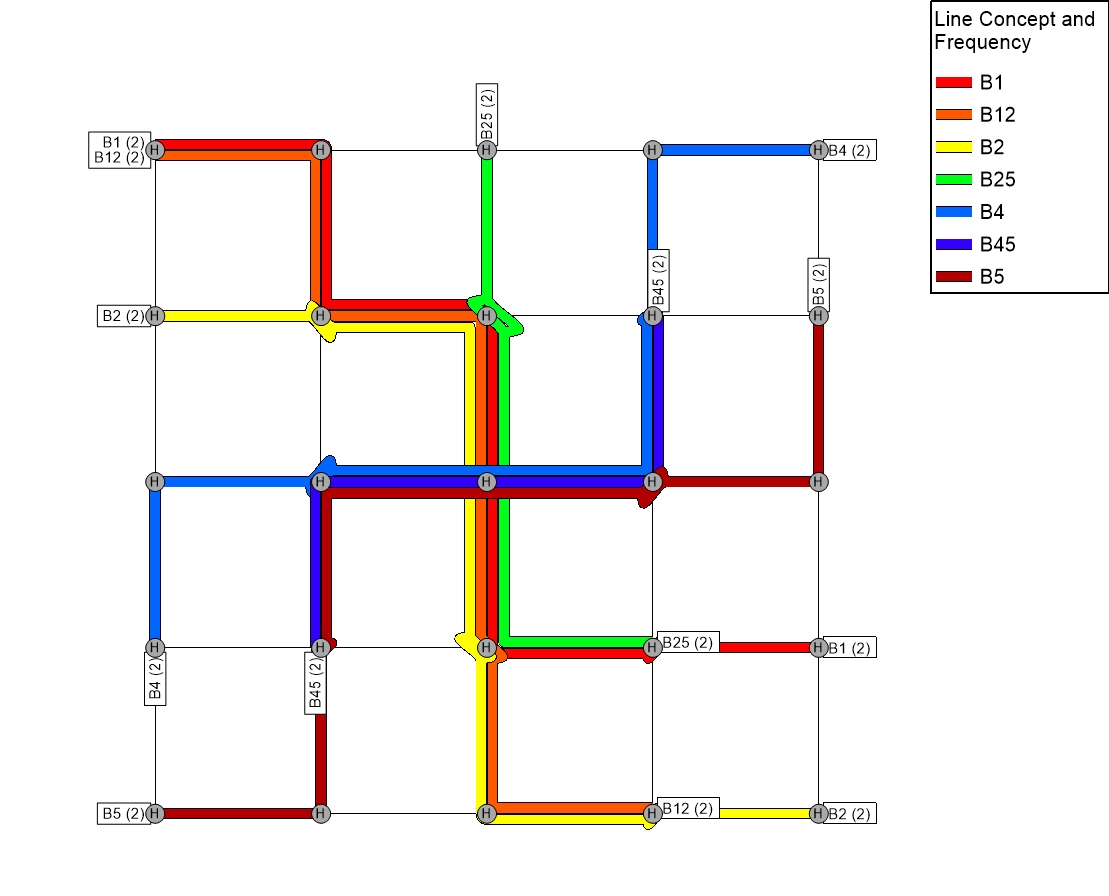 Line Concept and
Frequency
B1
B12
B2
B25
B4
B45
B5
B25 (2)
B1 (2)
B12 (2)
H
H
H
H
H
B4 (2)
B45 (2)
B5 (2)
B2 (2)
H
H
H
H
H
H
H
H
H
H
H
H
H
H
B25 (2)
H
B1 (2)
B4 (2)
B45 (2)
B5 (2)
H
H
H
H
B12 (2)
H
B2 (2)